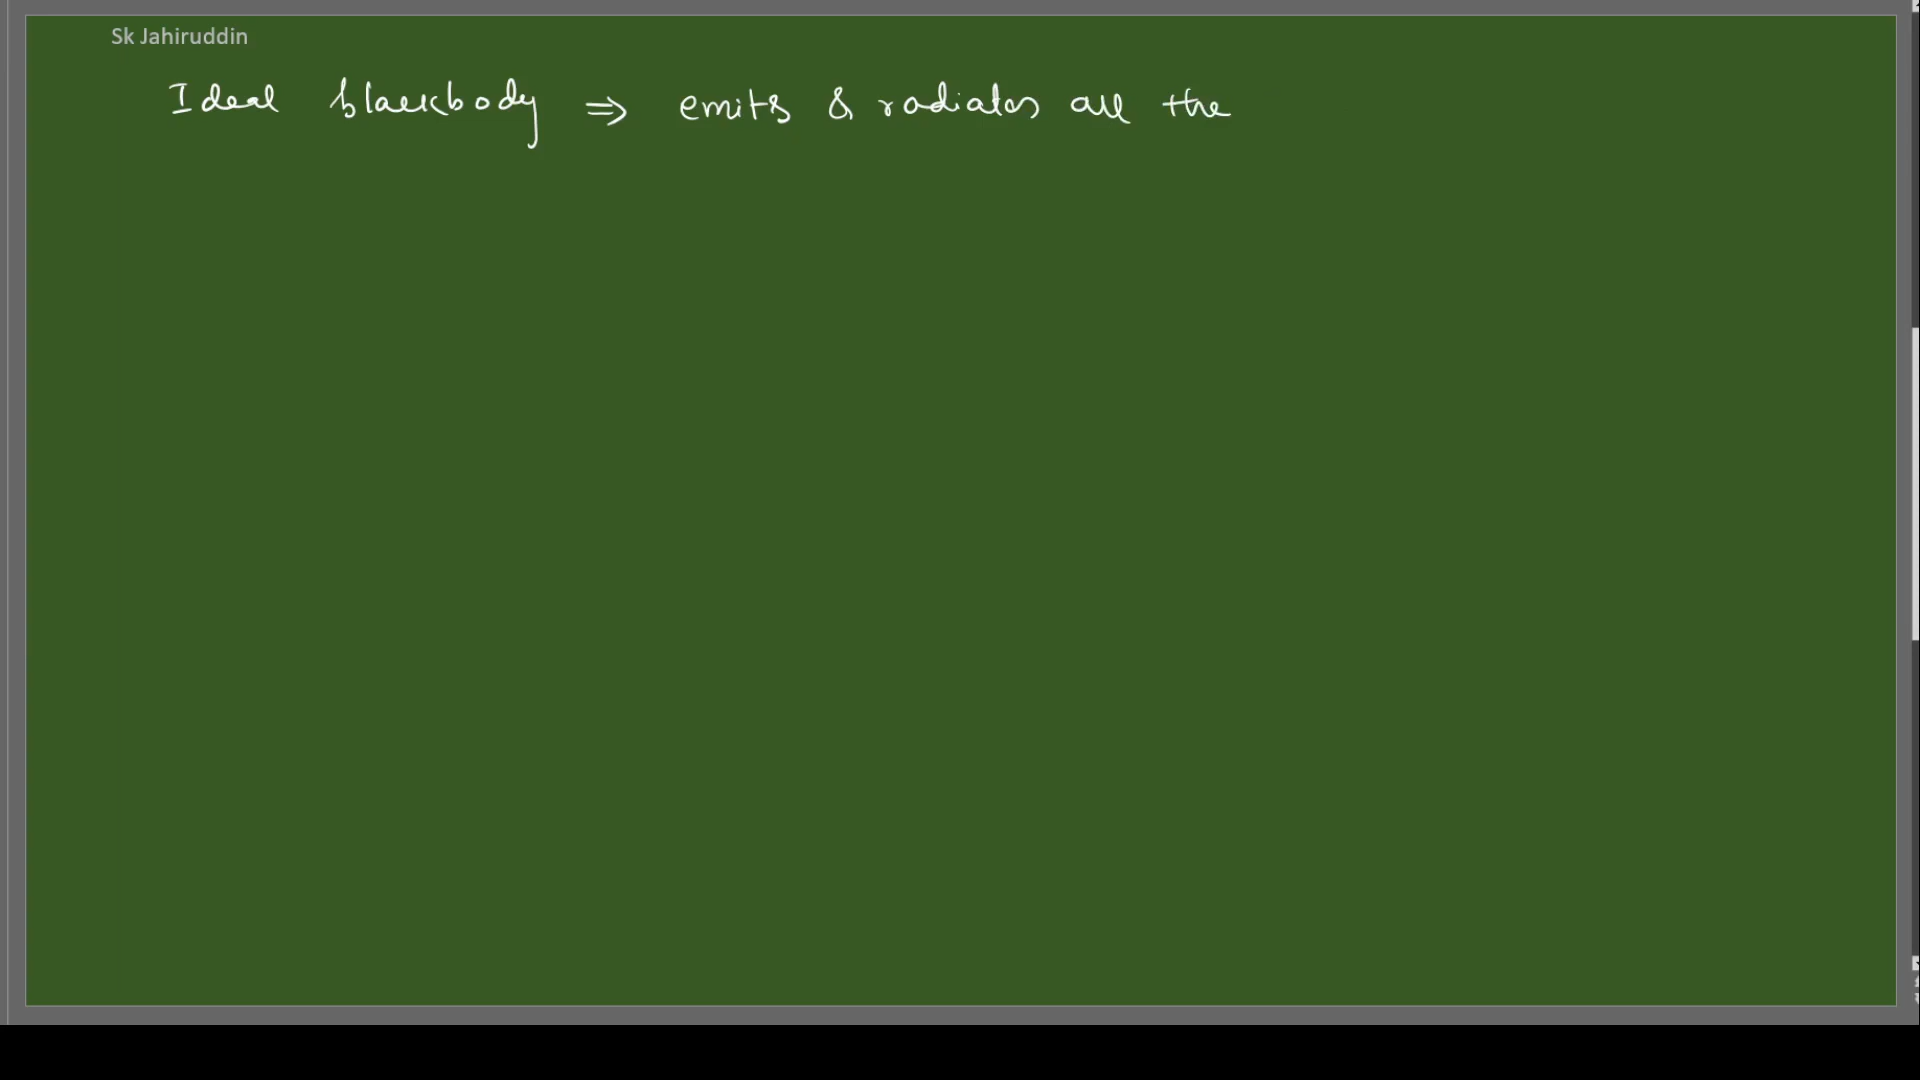 Sk Jahiruddin
Ideal blackbody ⇒ emits & radiates all the